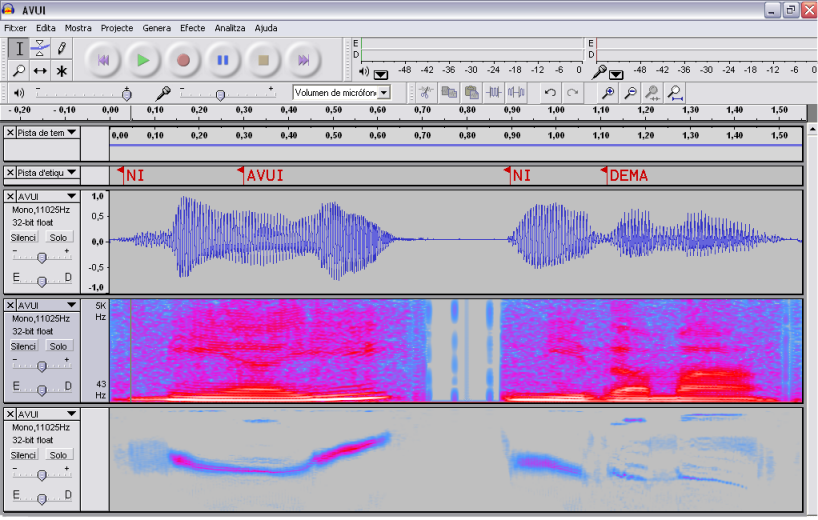 AVUI
Fitxer Edita Mostra Projecte Genera Efecte Analitza Ajuda
E
D
-48 -42 -36 -30 -24 -18 -12 -6 0
E
D
-48 -42 -36 -30 -24 -18 -12 -6 0
- + - + Volumen de micrófon
- 0,20 - 0,10 0,00 0,10 0,20 0,30 0,40 0,50 0,60 0,70 0,80 0,90 1,00 1,10 1,20 1,30 1,40 1,50
Pista de tem 0,00 0,10 0,20 0,30 0,40 0,50 0,60 0,70 0,80 0,90 1,00 1,10 1,20 1,30 1,40 1,50
Pista d'etiqu NI AVUI NI DEMA
AVUI
Mono,11025Hz
32-bit float
Silenci Solo
- +
E D
1,0
0,5
0,0
-0,5
-1,0
AVUI
Mono,11025Hz
32-bit float
Silenci Solo
- +
E D
5K
Hz
43
Hz
AVUI
Mono,11025Hz
32-bit float
Silenci Solo
- +
E D